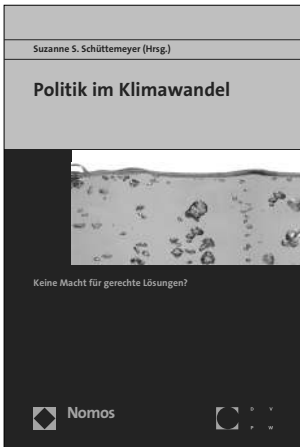 Suzanne S. Schüttemeyer (Hrsg.)
Politik im Klimawandel
Keine Macht für gerechte Lösungen?
Nomos
D V
P W